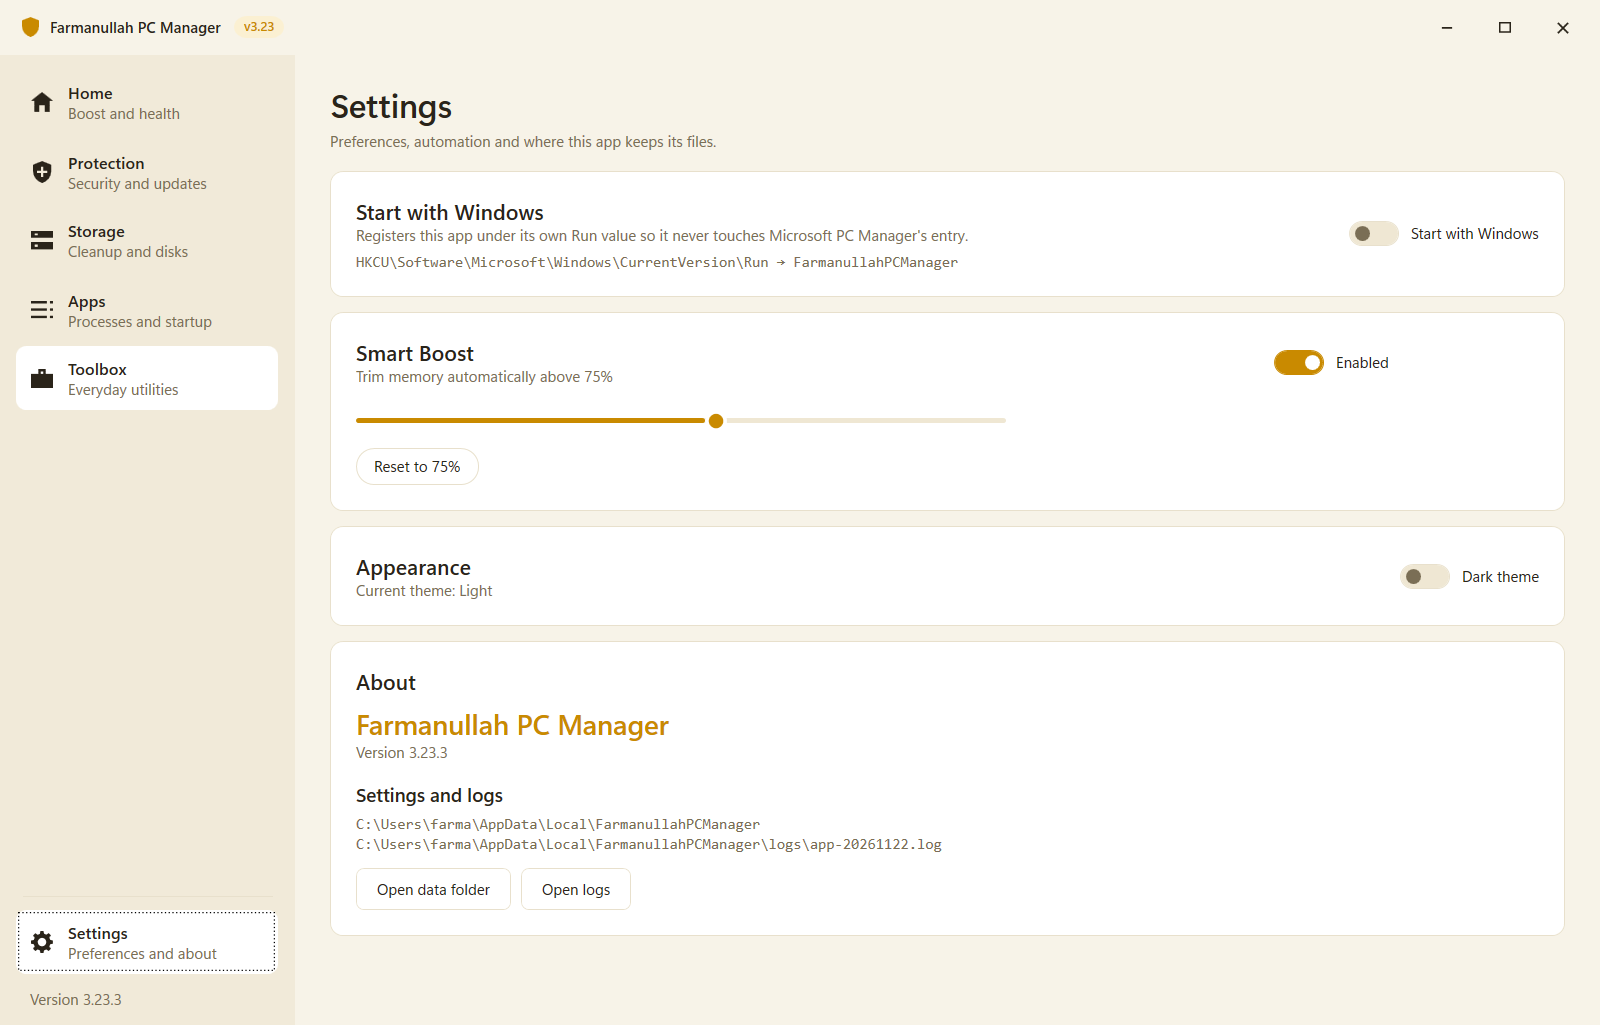 Farmanullah PC Manager v3.23
Home
Boost and health
Protection
Security and updates
Storage
Cleanup and disks
Apps
Processes and startup
Toolbox
Everyday utilities
Settings
Preferences and about
Version 3.23.3
Settings
Preferences, automation and where this app keeps its files.
Start with Windows
Registers this app under its own Run value so it never touches Microsoft PC Manager's entry.
HKCU\Software\Microsoft\Windows\CurrentVersion\Run → FarmanullahPCManager
Start with Windows
Smart Boost
Trim memory automatically above 75%
Enabled
Reset to 75%
Appearance
Current theme: Light
Dark theme
About
Farmanullah PC Manager
Version 3.23.3
Settings and logs
C:\Users\farma\AppData\Local\FarmanullahPCManager
C:\Users\farma\AppData\Local\FarmanullahPCManager\logs\app-20261122.log
Open data folder
Open logs